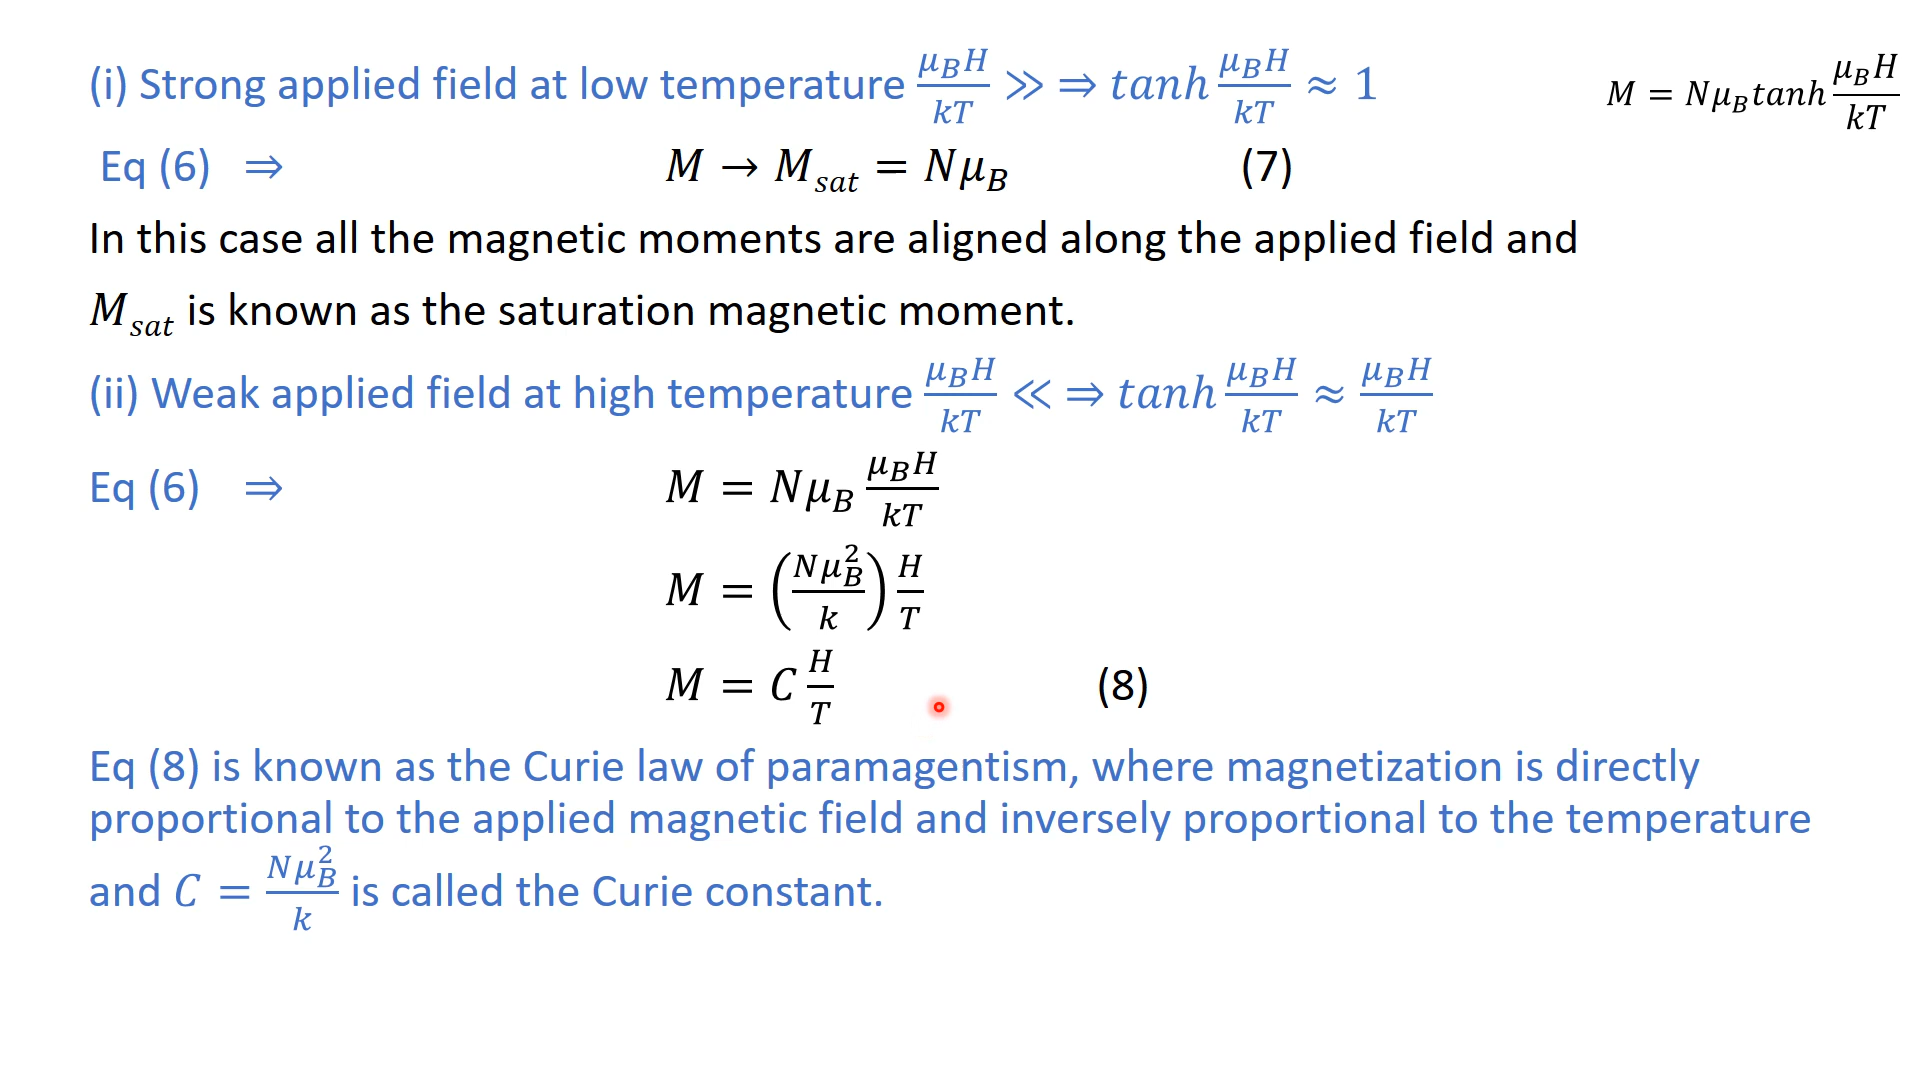 (i) Strong applied field at low temperature μ_B H / kT ≫ ⇒ tanh μ_B H / kT ≈ 1
M = Nμ_B tanh μ_B H / kT
Eq (6) ⇒ M → M_sat = Nμ_B (7)
In this case all the magnetic moments are aligned along the applied field and
M_sat is known as the saturation magnetic moment.
(ii) Weak applied field at high temperature μ_B H / kT ≪ ⇒ tanh μ_B H / kT ≈ μ_B H / kT
Eq (6) ⇒ M = Nμ_B μ_B H / kT
M = (Nμ_B^2 / k) H / T
M = C H / T (8)
Eq (8) is known as the Curie law of paramagentism, where magnetization is directly
proportional to the applied magnetic field and inversely proportional to the temperature
and C = Nμ_B^2 / k is called the Curie constant.